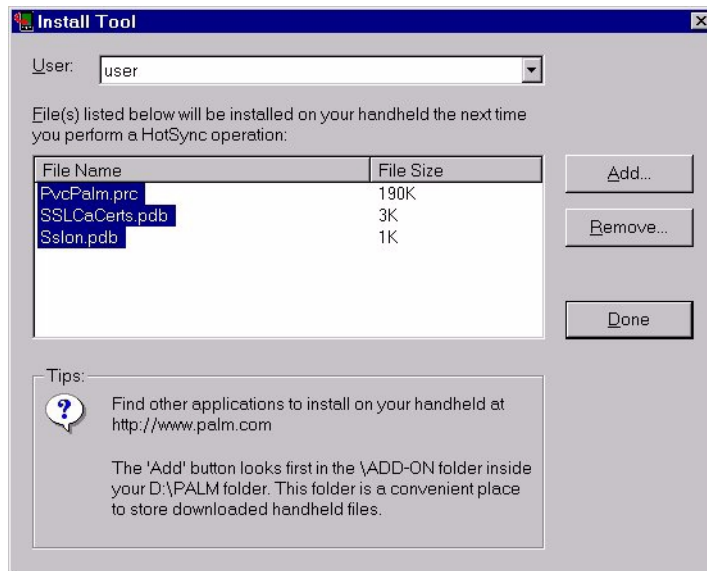 Install Tool
User: user
File(s) listed below will be installed on your handheld the next time
you perform a HotSync operation:
File Name File Size
PvcPalm.prc 190K
SSLCaCerts.pdb 3K
Sslon.pdb 1K
Add...
Remove...
Done
Tips:
Find other applications to install on your handheld at
http://www.palm.com
The 'Add' button looks first in the \ADD-ON folder inside
your D:\PALM folder. This folder is a convenient place
to store downloaded handheld files.